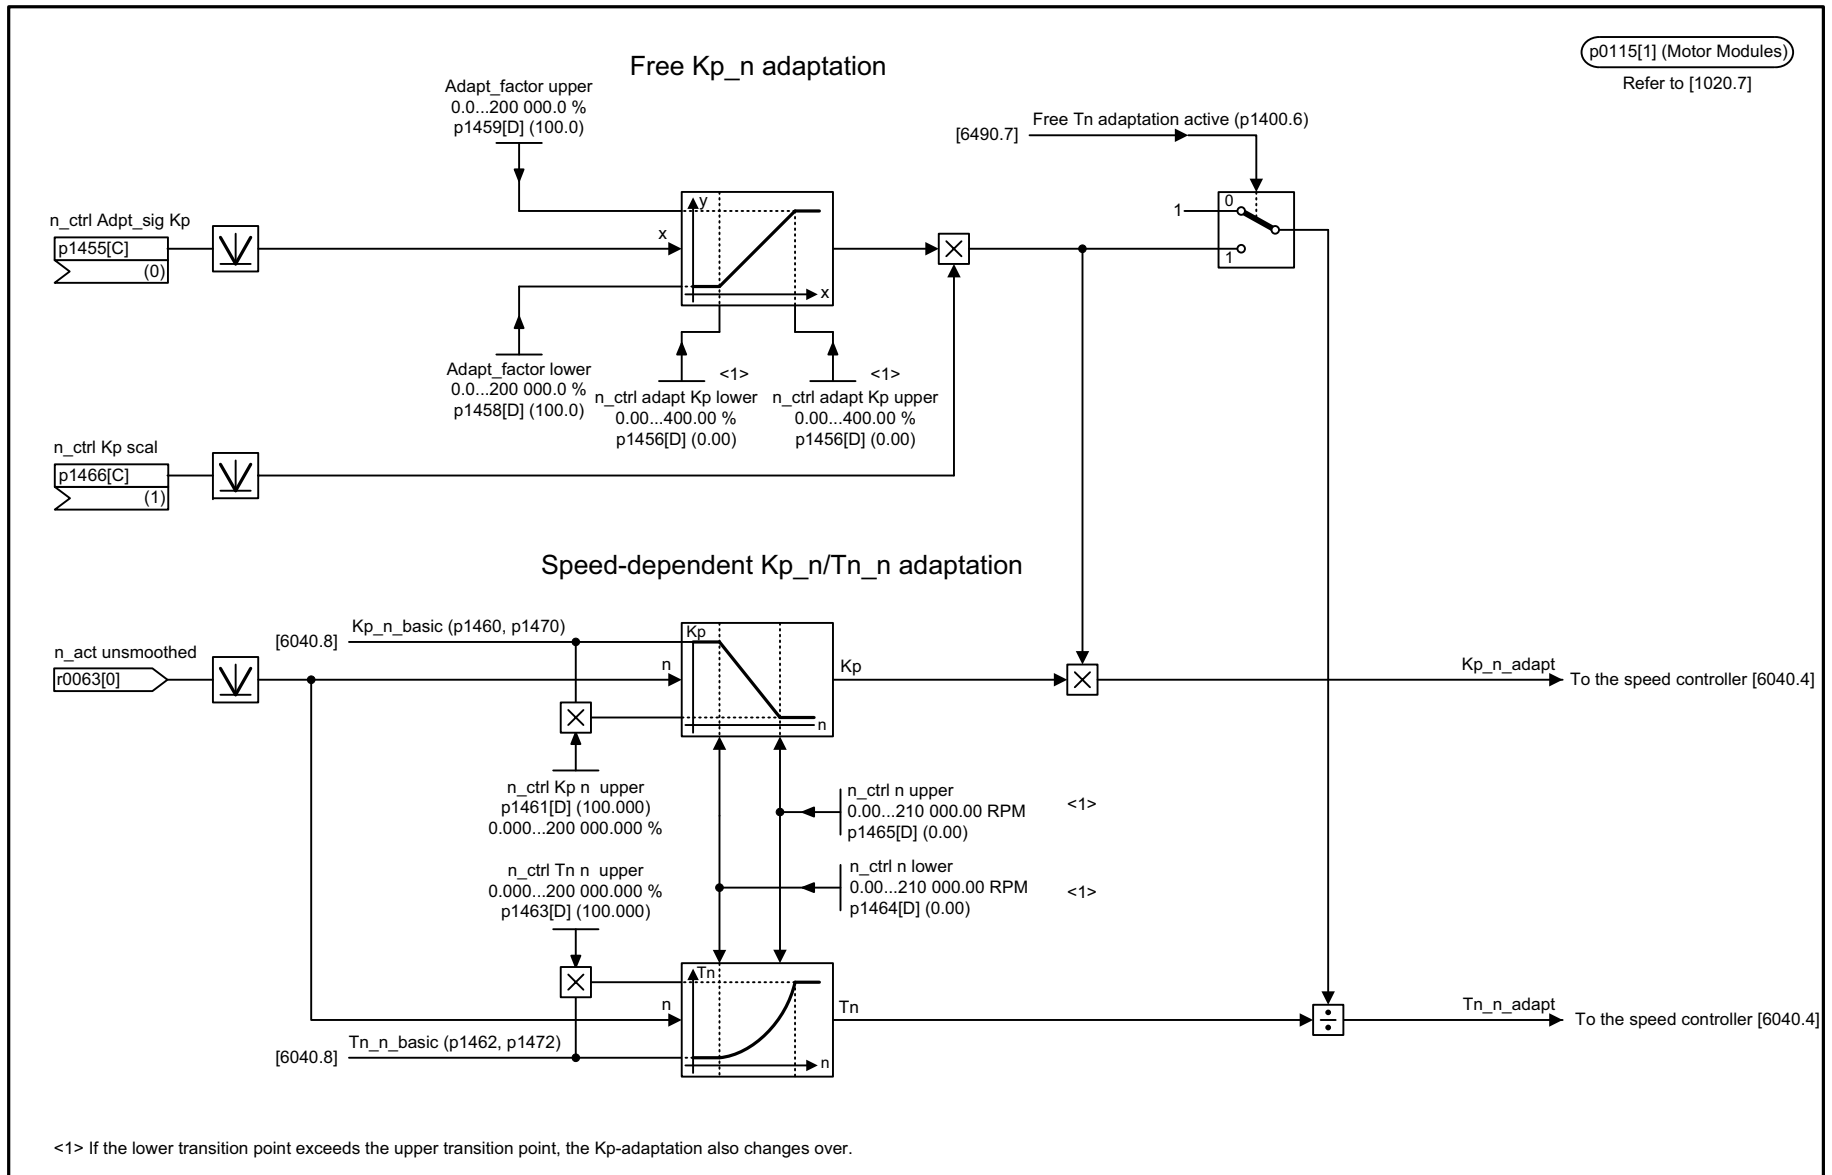 Free Kp_n adaptation
p0115[1] (Motor Modules)
Refer to [1020.7]
Adapt_factor upper
0.0...200 000.0 %
p1459[D] (100.0)
Free Tn adaptation active (p1400.6)
[6490.7]
n_ctrl Adpt_sig Kp
p1455[C]
(0)
x
y
x
1
0
1
Adapt_factor lower
0.0...200 000.0 %
p1458[D] (100.0)
<1>
n_ctrl adapt Kp lower
0.00...400.00 %
p1456[D] (0.00)
<1>
n_ctrl adapt Kp upper
0.00...400.00 %
p1456[D] (0.00)
n_ctrl Kp scal
p1466[C]
(1)
Speed-dependent Kp_n/Tn_n adaptation
[6040.8]
Kp_n_basic (p1460, p1470)
n_act unsmoothed
r0063[0]
n
Kp
n
Kp
Kp_n_adapt
To the speed controller [6040.4]
n_ctrl Kp n upper
p1461[D] (100.000)
0.000...200 000.000 %
n_ctrl n upper
0.00...210 000.00 RPM
p1465[D] (0.00)
<1>
n_ctrl Tn n upper
0.000...200 000.000 %
p1463[D] (100.000)
n_ctrl n lower
0.00...210 000.00 RPM
p1464[D] (0.00)
<1>
n
Tn
n
Tn
Tn_n_adapt
To the speed controller [6040.4]
[6040.8]
Tn_n_basic (p1462, p1472)
<1> If the lower transition point exceeds the upper transition point, the Kp-adaptation also changes over.